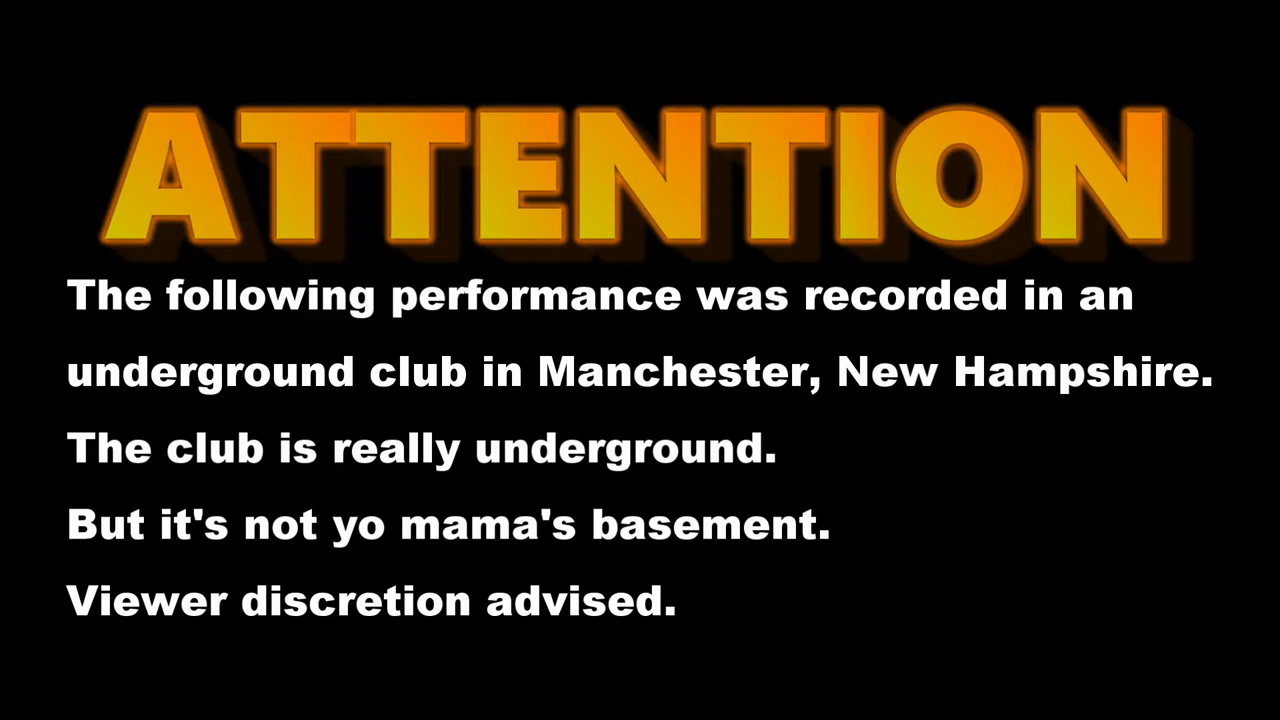 ATTENTION
The following performance was recorded in an
underground club in Manchester, New Hampshire.
The club is really underground.
But it's not yo mama's basement.
Viewer discretion advised.